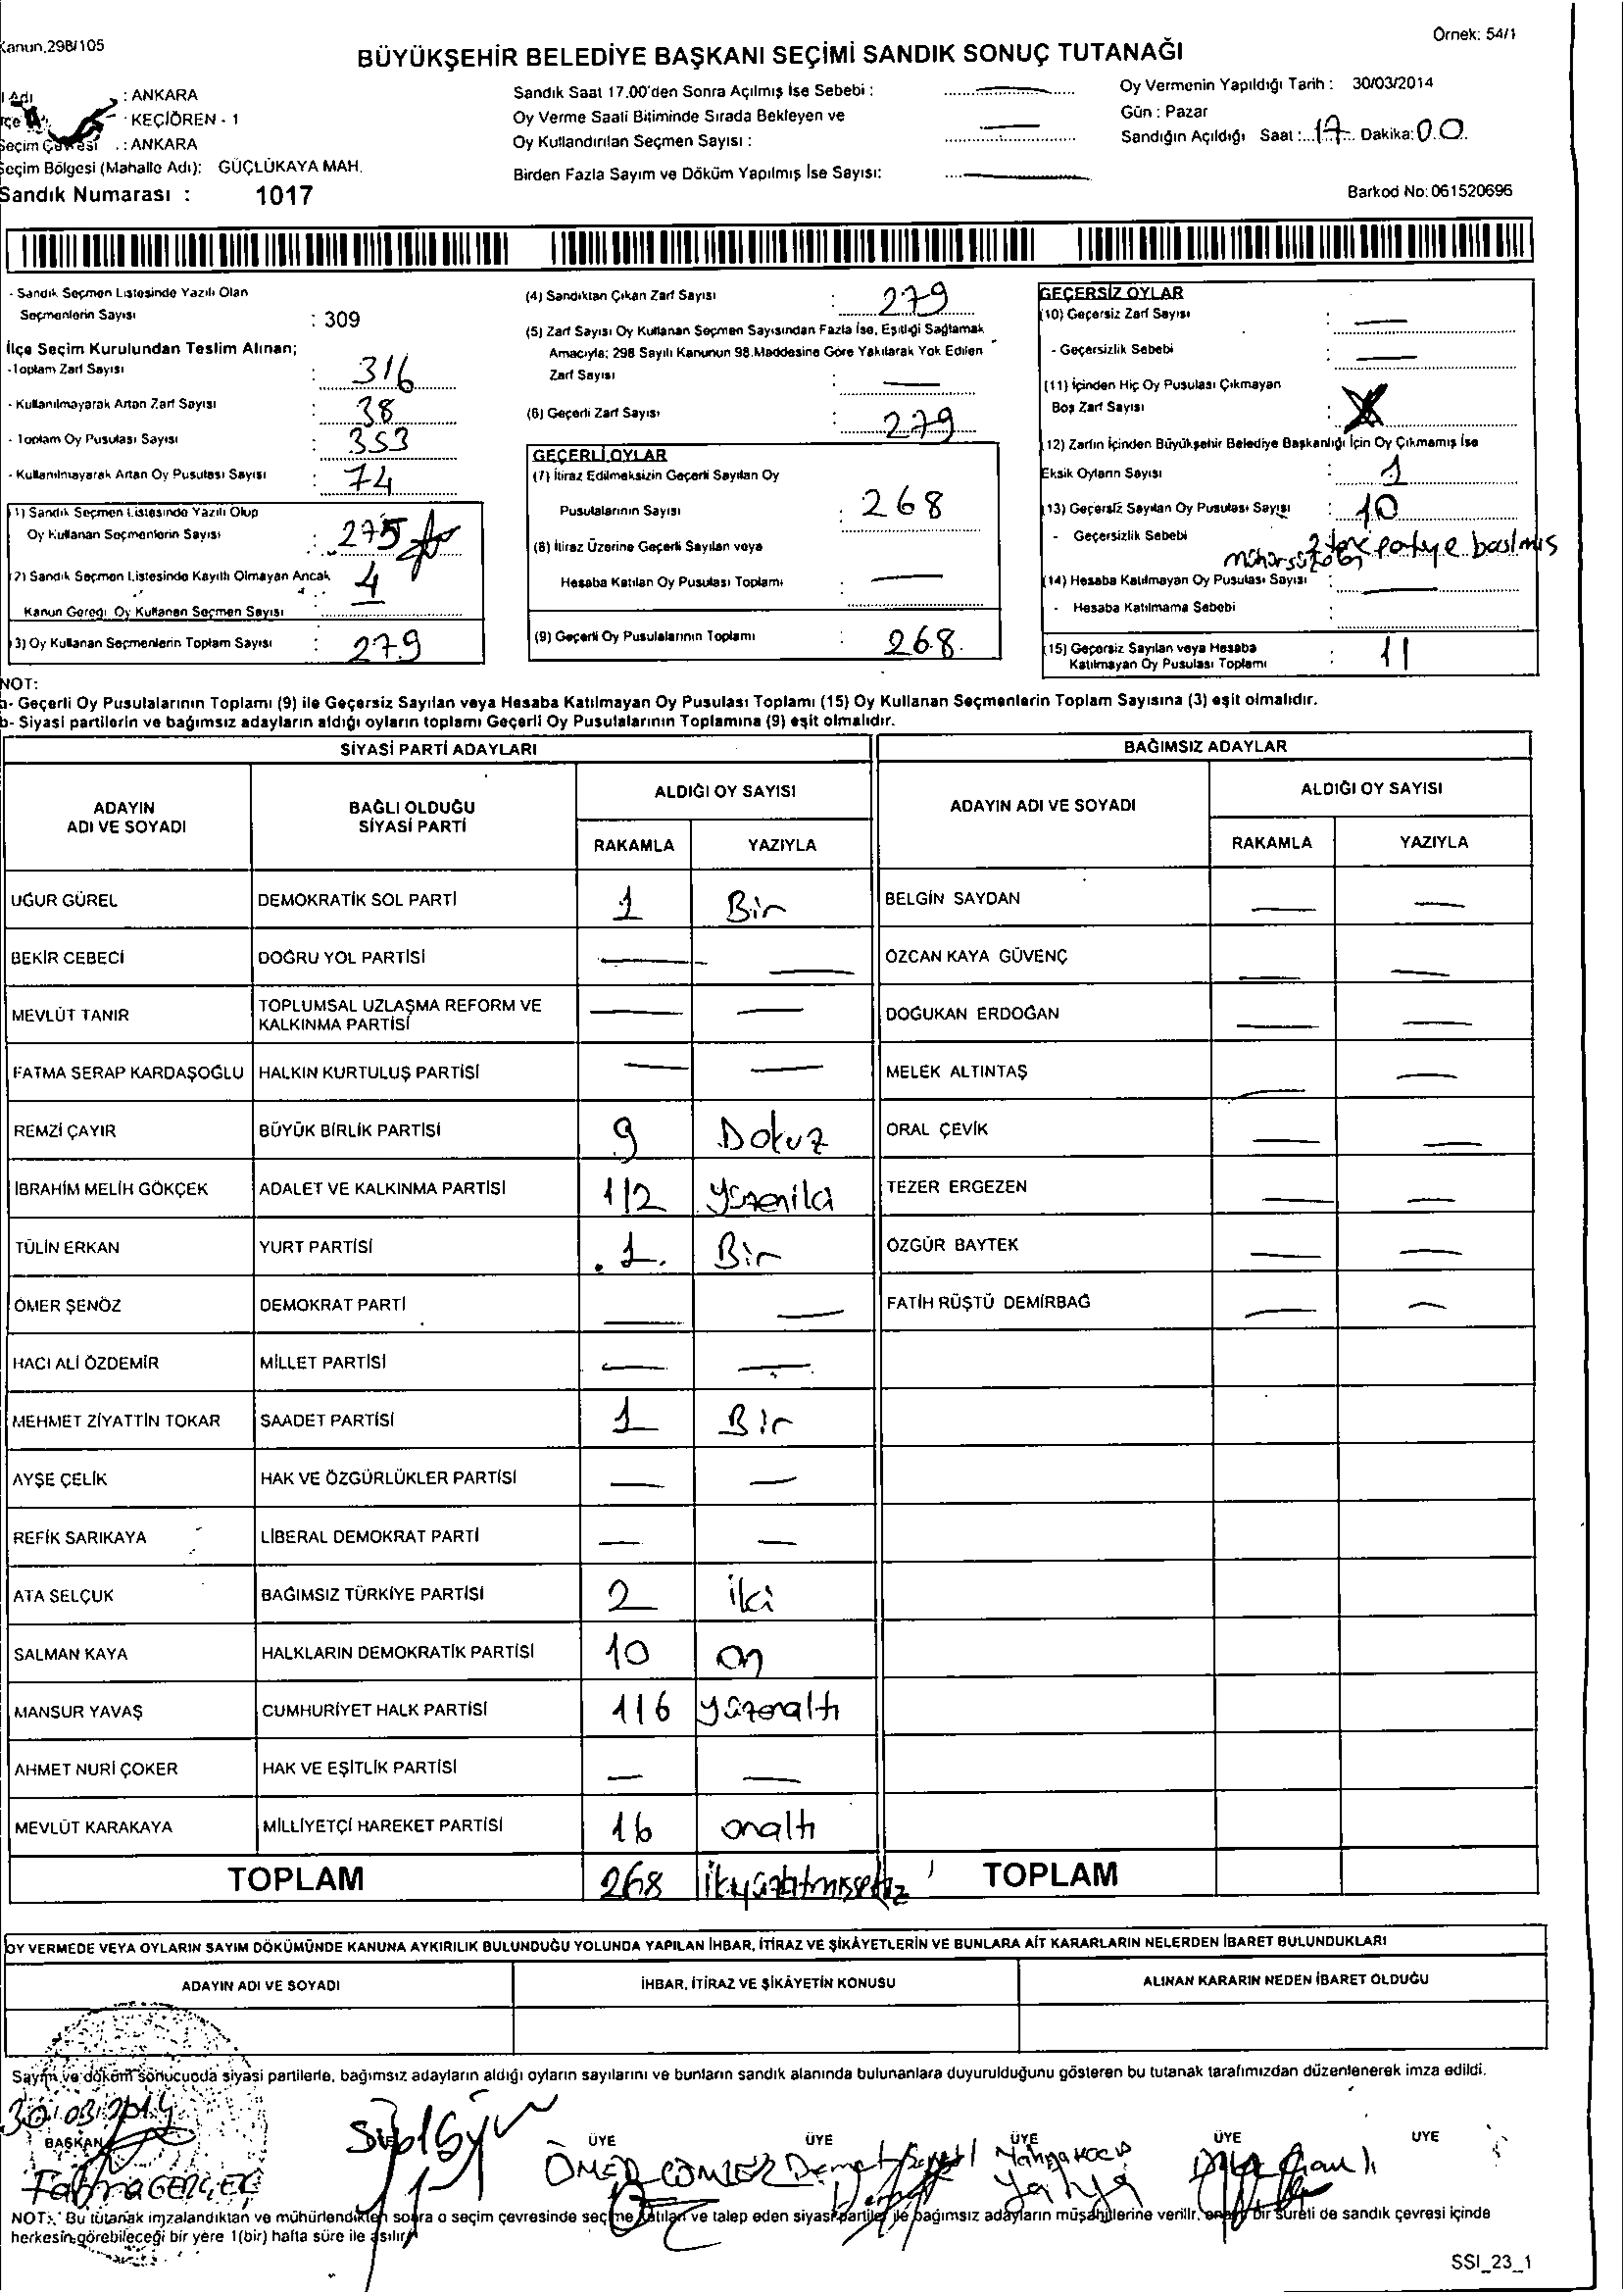 Kanun.298/105
Örnek: 54/1
BÜYÜKŞEHİR BELEDİYE BAŞKANI SEÇİMİ SANDIK SONUÇ TUTANAĞI
: ANKARA
KEÇİÖREN - 1
: ANKARA
Seçim Bölgesi (Mahalle Adı): GÜÇLÜKAYA MAH.
Sandık Numarası : 1017
Sandık Saat 17.00'den Sonra Açılmış İse Sebebi :
Oy Verme Saati Bitiminde Sırada Bekleyen ve
Oy Kullandırılan Seçmen Sayısı :
Birden Fazla Sayım ve Döküm Yapılmış İse Sayısı:
Oy Vermenin Yapıldığı Tarih : 30/03/2014
Gün : Pazar
Sandığın Açıldığı Saat : 17 Dakika: 00
Barkod No: 061520696
- Sandık Seçmen Listesinde Yazılı Olan
Seçmenlerin Sayısı : 309
İlçe Seçim Kurulundan Teslim Alınan;
-Toplam Zarf Sayısı : 316
- Kullanılmayarak Artan Zarf Sayısı : 38
- Toplam Oy Pusulası Sayısı : 353
- Kullanılmayarak Artan Oy Pusulası Sayısı : 74
1) Sandık Seçmen Listesinde Yazılı Olup
Oy Kullanan Seçmenlerin Sayısı : 275
2) Sandık Seçmen Listesinde Kayıtlı Olmayan Ancak
Kanun Gereği Oy Kullanan Seçmen Sayısı : 4
3) Oy Kullanan Seçmenlerin Toplam Sayısı : 279
(4) Sandıktan Çıkan Zarf Sayısı : 279
(5) Zarf Sayısı Oy Kullanan Seçmen Sayısından Fazla İse, Eşitliği Sağlamak
Amacıyla; 298 Sayılı Kanunun 98.Maddesine Göre Yakılarak Yok Edilen
Zarf Sayısı : —
(6) Geçerli Zarf Sayısı : 279
GEÇERLİ OYLAR
(7) İtiraz Edilmeksizin Geçerli Sayılan Oy
Pusulalarının Sayısı : 268
(8) İtiraz Üzerine Geçerli Sayılan veya
Hesaba Katılan Oy Pusulası Toplamı : —
(9) Geçerli Oy Pusulalarının Toplamı : 268
GEÇERSİZ OYLAR
(10) Geçersiz Zarf Sayısı : —
- Geçersizlik Sebebi : —
(11) İçinden Hiç Oy Pusulası Çıkmayan
Boş Zarf Sayısı :
12) Zarfın İçinden Büyükşehir Belediye Başkanlığı İçin Oy Çıkmamış İse
Eksik Oyların Sayısı : 1
13) Geçersiz Sayılan Oy Pusulası Sayısı : 10
- Geçersizlik Sebebi
(14) Hesaba Katılmayan Oy Pusulası Sayısı : —
- Hesaba Katılmama Sebebi :
15) Geçersiz Sayılan veya Hesaba
Katılmayan Oy Pusulası Toplamı : 11
NOT:
a- Geçerli Oy Pusulalarının Toplamı (9) ile Geçersiz Sayılan veya Hesaba Katılmayan Oy Pusulası Toplamı (15) Oy Kullanan Seçmenlerin Toplam Sayısına (3) eşit olmalıdır.
b- Siyasi partilerin ve bağımsız adayların aldığı oyların toplamı Geçerli Oy Pusulalarının Toplamına (9) eşit olmalıdır.
SİYASİ PARTİ ADAYLARI BAĞIMSIZ ADAYLAR
ADAYIN ADI VE SOYADI BAĞLI OLDUĞU SİYASİ PARTİ ALDIĞI OY SAYISI ADAYIN ADI VE SOYADI ALDIĞI OY SAYISI
RAKAMLA YAZIYLA RAKAMLA YAZIYLA
UĞUR GÜREL DEMOKRATİK SOL PARTİ 1 Bir BELGİN SAYDAN — —
BEKİR CEBECİ DOĞRU YOL PARTİSİ — — ÖZCAN KAYA GÜVENÇ — —
MEVLÜT TANIR TOPLUMSAL UZLAŞMA REFORM VE KALKINMA PARTİSİ — — DOĞUKAN ERDOĞAN — —
FATMA SERAP KARDAŞOĞLU HALKIN KURTULUŞ PARTİSİ — — MELEK ALTINTAŞ — —
REMZİ ÇAYIR BÜYÜK BİRLİK PARTİSİ 9 Dokuz ORAL ÇEVİK — —
İBRAHİM MELİH GÖKÇEK ADALET VE KALKINMA PARTİSİ 112 yüzoniki TEZER ERGEZEN — —
TÜLİN ERKAN YURT PARTİSİ 1 Bir ÖZGÜR BAYTEK — —
ÖMER ŞENÖZ DEMOKRAT PARTİ — — FATİH RÜŞTÜ DEMİRBAĞ — —
HACI ALİ ÖZDEMİR MİLLET PARTİSİ — —
MEHMET ZİYATTİN TOKAR SAADET PARTİSİ 1 Bir
AYŞE ÇELİK HAK VE ÖZGÜRLÜKLER PARTİSİ — —
REFİK SARIKAYA LİBERAL DEMOKRAT PARTİ — —
ATA SELÇUK BAĞIMSIZ TÜRKİYE PARTİSİ 2 iki
SALMAN KAYA HALKLARIN DEMOKRATİK PARTİSİ 10 on
MANSUR YAVAŞ CUMHURİYET HALK PARTİSİ 116 yüzonaltı
AHMET NURİ ÇOKER HAK VE EŞİTLİK PARTİSİ — —
MEVLÜT KARAKAYA MİLLİYETÇİ HAREKET PARTİSİ 16 onaltı
TOPLAM 268 ikiyüzatmışsekiz TOPLAM
OY VERMEDE VEYA OYLARIN SAYIM DÖKÜMÜNDE KANUNA AYKIRILIK BULUNDUĞU YOLUNDA YAPILAN İHBAR, İTİRAZ VE ŞİKÂYETLERİN VE BUNLARA AİT KARARLARIN NELERDEN İBARET BULUNDUKLARI
ADAYIN ADI VE SOYADI İHBAR, İTİRAZ VE ŞİKÂYETİN KONUSU ALINAN KARARIN NEDEN İBARET OLDUĞU
Sayım ve döküm sonucunda siyasi partilerle, bağımsız adayların aldığı oyların sayılarını ve bunların sandık alanında bulunanlara duyurulduğunu gösteren bu tutanak tarafımızdan düzenlenerek imza edildi.
30.03.2014
BAŞKAN ÜYE ÜYE ÜYE ÜYE ÜYE
NOT: Bu tutanak imzalandıktan ve mühürlendikten sonra o seçim çevresinde seçime katılan ve talep eden siyasi partiler ile bağımsız adayların müşahitlerine verilir, bir sureti de sandık çevresi içinde
herkesin görebileceği bir yere 1(bir) hafta süre ile asılır.
SSI_23_1